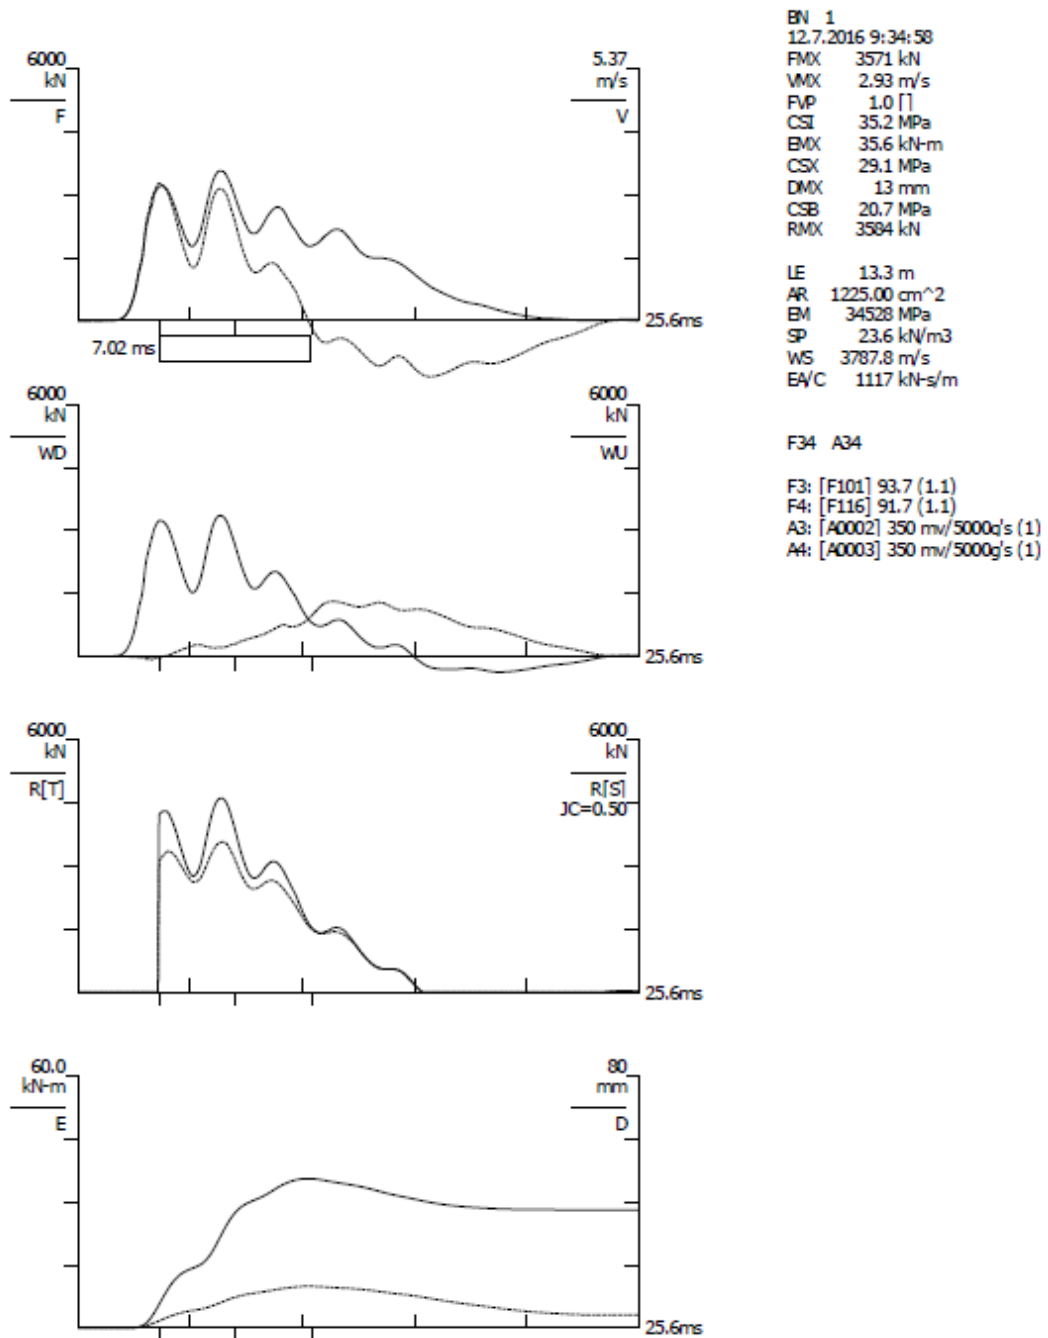 6000
kN
F
5.37
m/s
V
25.6ms
7.02 ms
6000
kN
WD
6000
kN
WU
25.6ms
6000
kN
R[T]
6000
kN
R[S]
JC=0.50
25.6ms
60.0
kN-m
E
80
mm
D
25.6ms
BN 1
12.7.2016 9:34:58
FMX 3571 kN
VMX 2.93 m/s
FVP 1.0 []
CSI 35.2 MPa
EMX 35.6 kN-m
CSX 29.1 MPa
DMX 13 mm
CSB 20.7 MPa
RMX 3584 kN
LE 13.3 m
AR 1225.00 cm^2
EM 34528 MPa
SP 23.6 kN/m3
WS 3787.8 m/s
EA/C 1117 kN-s/m
F34 A34
F3: [F101] 93.7 (1.1)
F4: [F116] 91.7 (1.1)
A3: [A0002] 350 mv/5000g's (1)
A4: [A0003] 350 mv/5000g's (1)